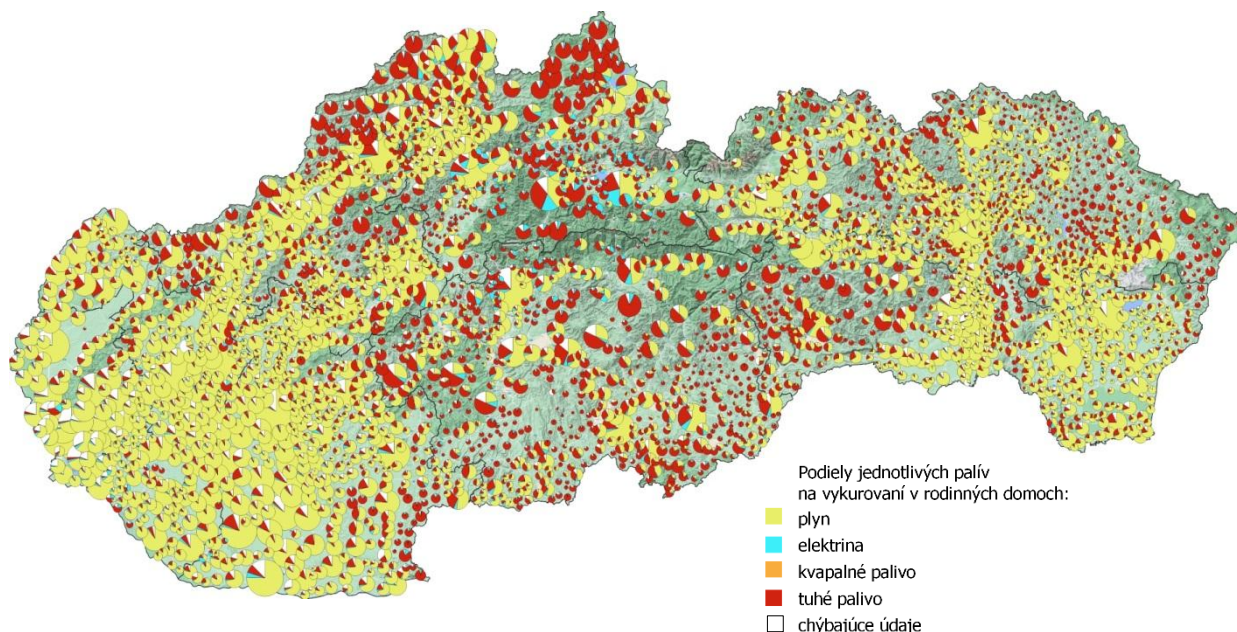 Podiely jednotlivých palív
na vykurovaní v rodinných domoch:
plyn
elektrina
kvapalné palivo
tuhé palivo
chýbajúce údaje